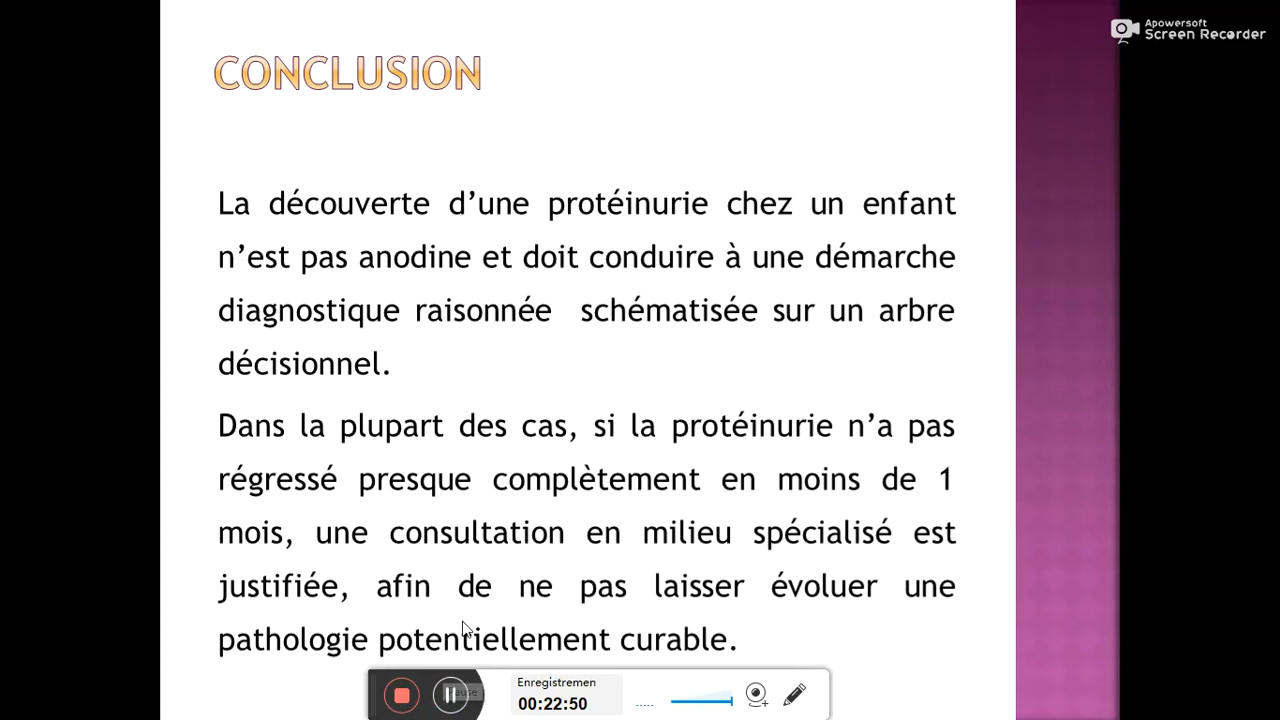 Apowersoft
Screen Recorder
CONCLUSION
La découverte d’une protéinurie chez un enfant
n’est pas anodine et doit conduire à une démarche
diagnostique raisonnée schématisée sur un arbre
décisionnel.
Dans la plupart des cas, si la protéinurie n’a pas
régressé presque complètement en moins de 1
mois, une consultation en milieu spécialisé est
justifiée, afin de ne pas laisser évoluer une
pathologie potentiellement curable.
Enregistremen
00:22:50